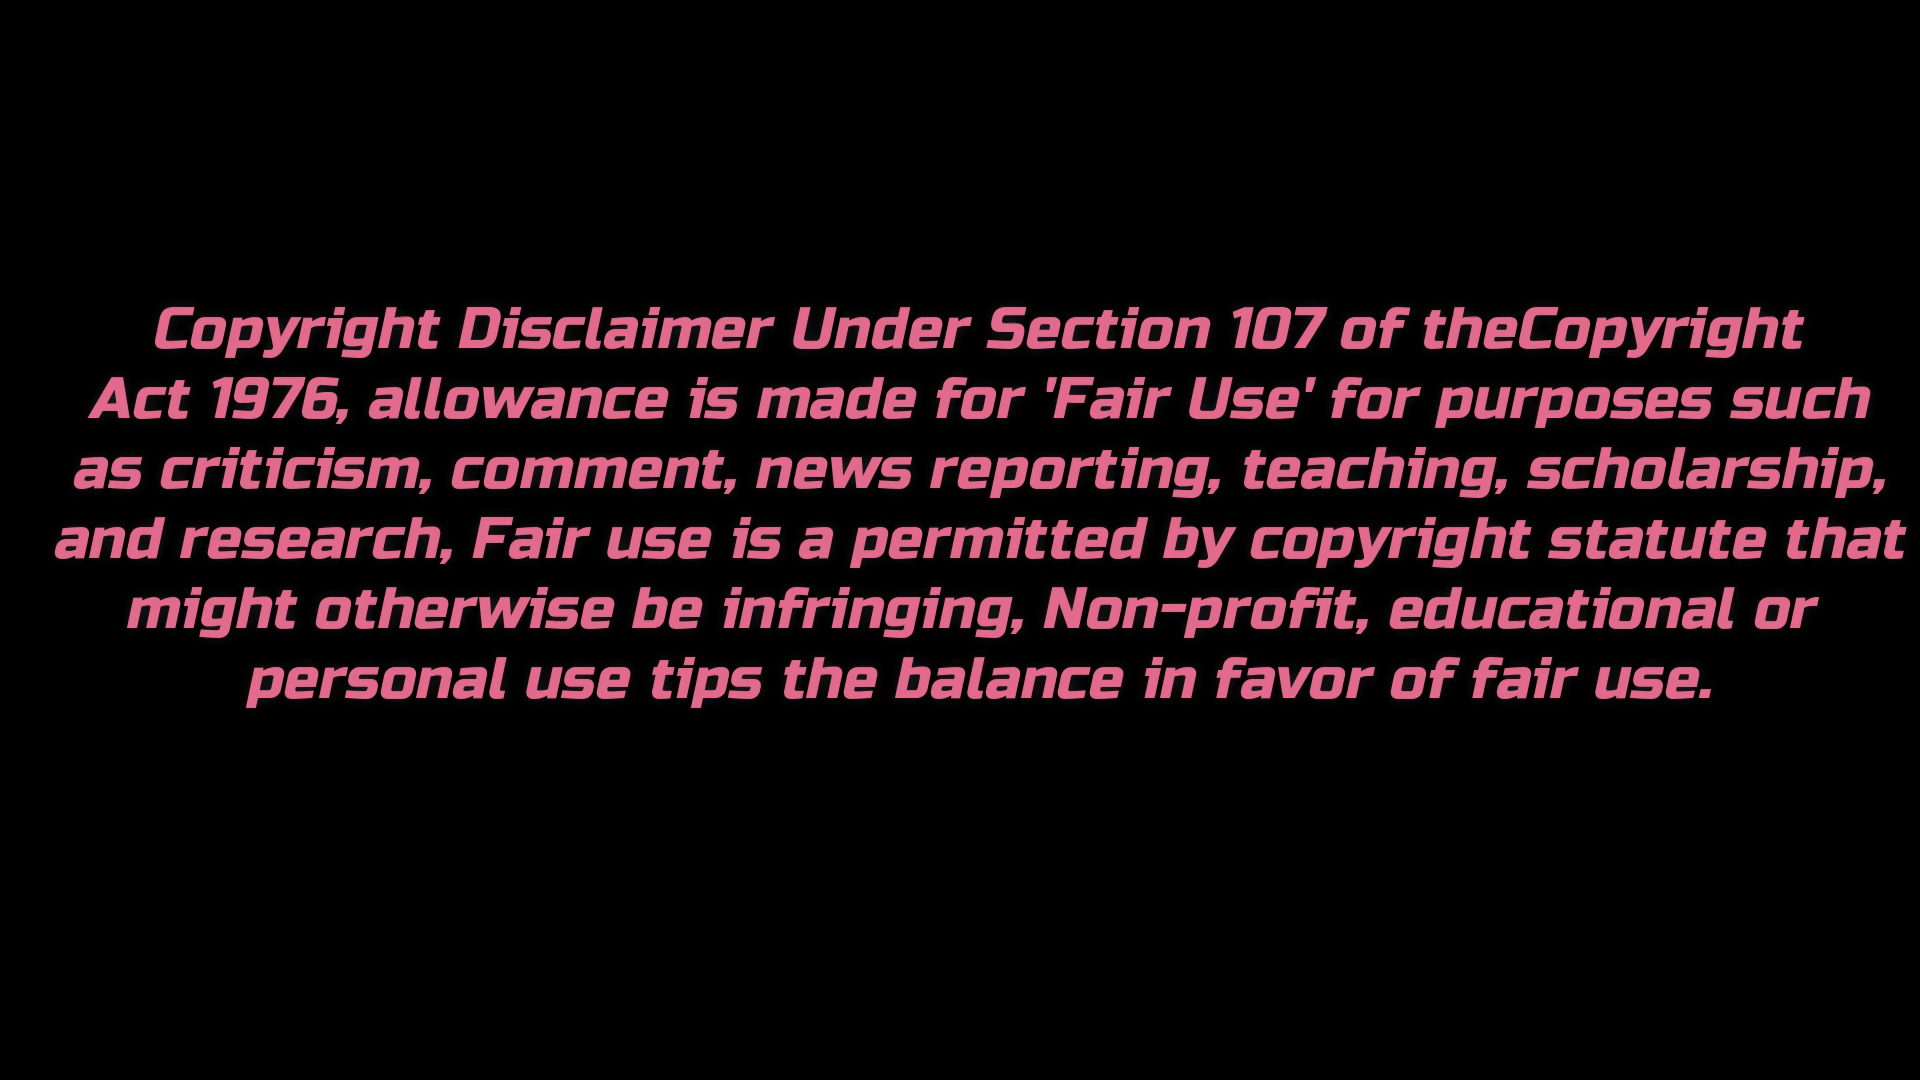 Copyright Disclaimer Under Section 107 of theCopyright
Act 1976, allowance is made for 'Fair Use' for purposes such
as criticism, comment, news reporting, teaching, scholarship,
and research, Fair use is a permitted by copyright statute that
might otherwise be infringing, Non-profit, educational or
personal use tips the balance in favor of fair use.